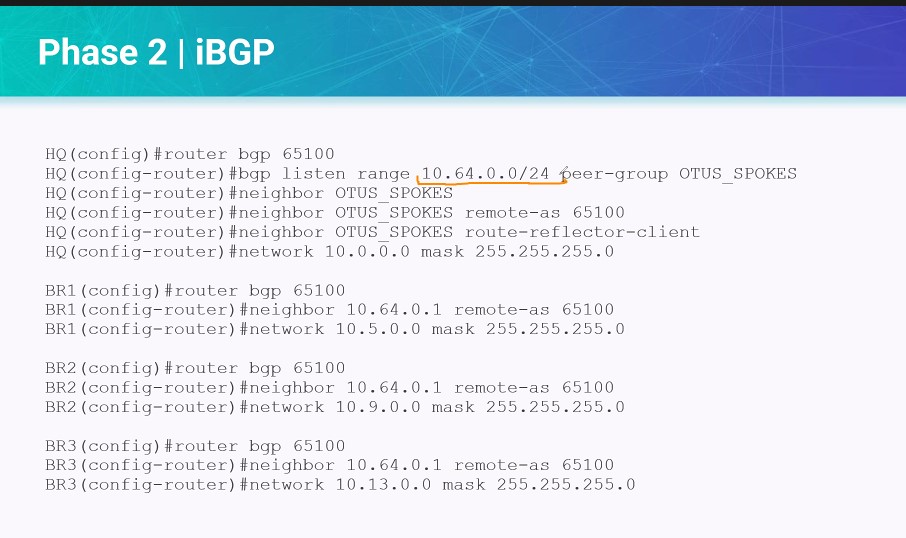 Phase 2 | iBGP
HQ(config)#router bgp 65100
HQ(config-router)#bgp listen range 10.64.0.0/24 peer-group OTUS_SPOKES
HQ(config-router)#neighbor OTUS_SPOKES
HQ(config-router)#neighbor OTUS_SPOKES remote-as 65100
HQ(config-router)#neighbor OTUS_SPOKES route-reflector-client
HQ(config-router)#network 10.0.0.0 mask 255.255.255.0
BR1(config)#router bgp 65100
BR1(config-router)#neighbor 10.64.0.1 remote-as 65100
BR1(config-router)#network 10.5.0.0 mask 255.255.255.0
BR2(config)#router bgp 65100
BR2(config-router)#neighbor 10.64.0.1 remote-as 65100
BR2(config-router)#network 10.9.0.0 mask 255.255.255.0
BR3(config)#router bgp 65100
BR3(config-router)#neighbor 10.64.0.1 remote-as 65100
BR3(config-router)#network 10.13.0.0 mask 255.255.255.0